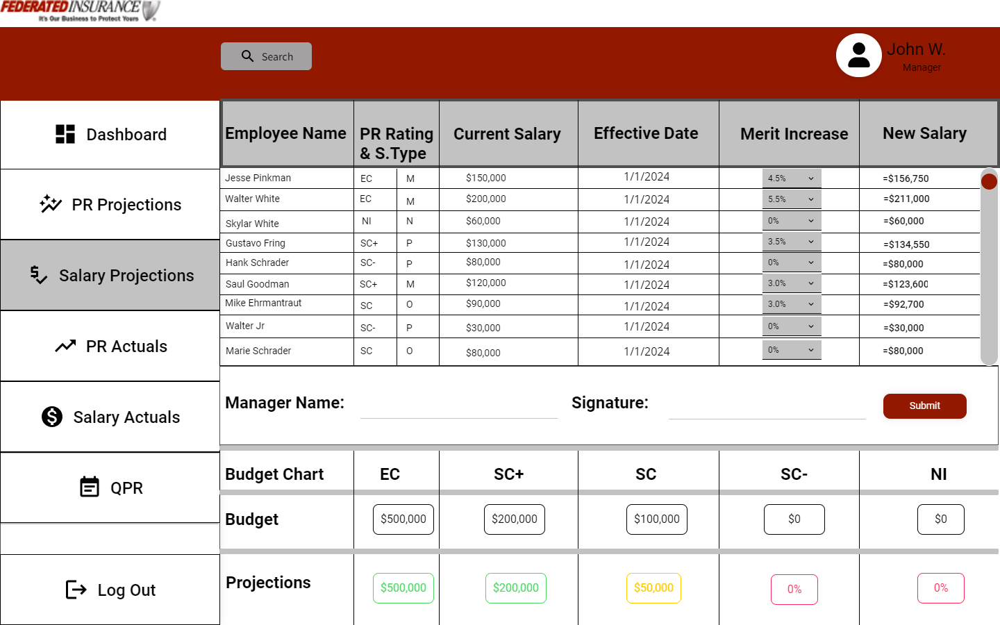 FEDERATED INSURANCE
It's Our Business to Protect Yours
Search
John W.
Manager
Dashboard
PR Projections
Salary Projections
PR Actuals
Salary Actuals
QPR
Log Out
Employee Name PR Rating & S.Type Current Salary Effective Date Merit Increase New Salary
Jesse Pinkman EC M $150,000 1/1/2024 4.5% =$156,750
Walter White EC M $200,000 1/1/2024 5.5% =$211,000
Skylar White NI N $60,000 1/1/2024 0% =$60,000
Gustavo Fring SC+ P $130,000 1/1/2024 3.5% =$134,550
Hank Schrader SC- P $80,000 1/1/2024 0% =$80,000
Saul Goodman SC+ M $120,000 1/1/2024 3.0% =$123,600
Mike Ehrmantraut SC O $90,000 1/1/2024 3.0% =$92,700
Walter Jr SC- P $30,000 1/1/2024 0% =$30,000
Marie Schrader SC O $80,000 1/1/2024 0% =$80,000
Manager Name: Signature: Submit
Budget Chart EC SC+ SC SC- NI
Budget $500,000 $200,000 $100,000 $0 $0
Projections $500,000 $200,000 $50,000 0% 0%